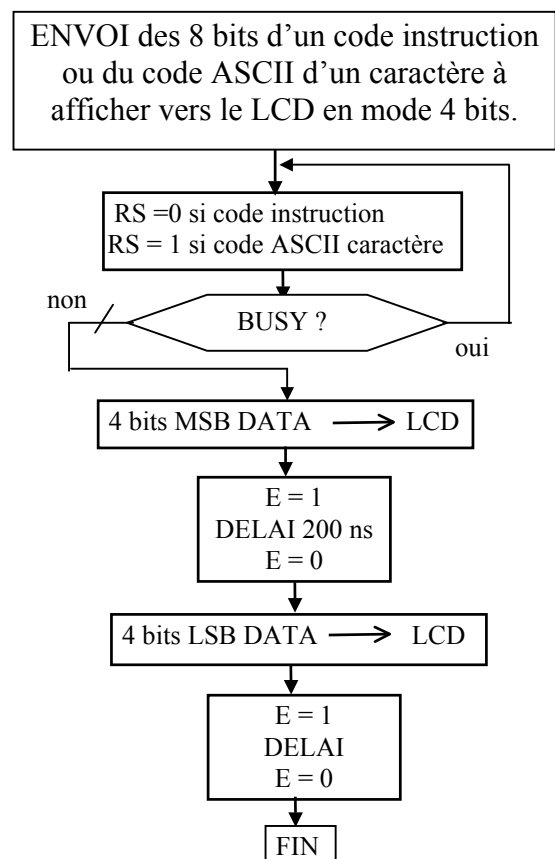 ENVOI des 8 bits d’un code instruction
ou du code ASCII d’un caractère à
afficher vers le LCD en mode 4 bits.
RS =0 si code instruction
RS = 1 si code ASCII caractère
non
BUSY ?
oui
4 bits MSB DATA → LCD
E = 1
DELAI 200 ns
E = 0
4 bits LSB DATA → LCD
E = 1
DELAI
E = 0
FIN